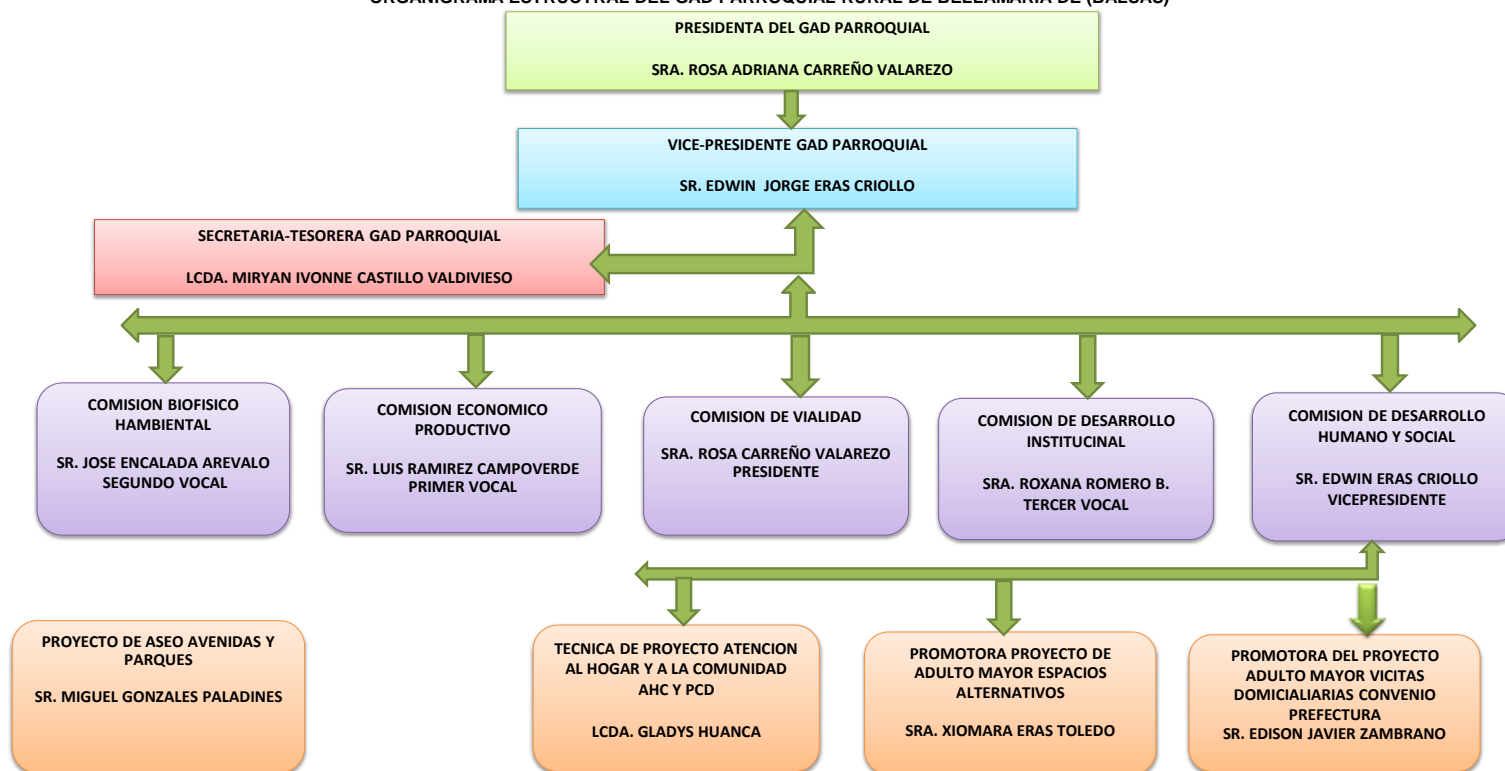 ORGANIGRAMA ESTRUCTRAL DEL GAD PARROQUIAL RURAL DE BELLAMARIA DE (BALSAS)
PRESIDENTA DEL GAD PARROQUIAL
SRA. ROSA ADRIANA CARREÑO VALAREZO
VICE-PRESIDENTE GAD PARROQUIAL
SR. EDWIN JORGE ERAS CRIOLLO
SECRETARIA-TESORERA GAD PARROQUIAL
LCDA. MIRYAN IVONNE CASTILLO VALDIVIESO
COMISION BIOFISICO
HAMBIENTAL
SR. JOSE ENCALADA AREVALO
SEGUNDO VOCAL
COMISION ECONOMICO
PRODUCTIVO
SR. LUIS RAMIREZ CAMPOVERDE
PRIMER VOCAL
COMISION DE VIALIDAD
SRA. ROSA CARREÑO VALAREZO
PRESIDENTE
COMISION DE DESARROLLO
INSTITUCINAL
SRA. ROXANA ROMERO B.
TERCER VOCAL
COMISION DE DESARROLLO
HUMANO Y SOCIAL
SR. EDWIN ERAS CRIOLLO
VICEPRESIDENTE
PROYECTO DE ASEO AVENIDAS Y
PARQUES
SR. MIGUEL GONZALES PALADINES
TECNICA DE PROYECTO ATENCION
AL HOGAR Y A LA COMUNIDAD
AHC Y PCD
LCDA. GLADYS HUANCA
PROMOTORA PROYECTO DE
ADULTO MAYOR ESPACIOS
ALTERNATIVOS
SRA. XIOMARA ERAS TOLEDO
PROMOTORA DEL PROYECTO
ADULTO MAYOR VICITAS
DOMICIALIARIAS CONVENIO
PREFECTURA
SR. EDISON JAVIER ZAMBRANO